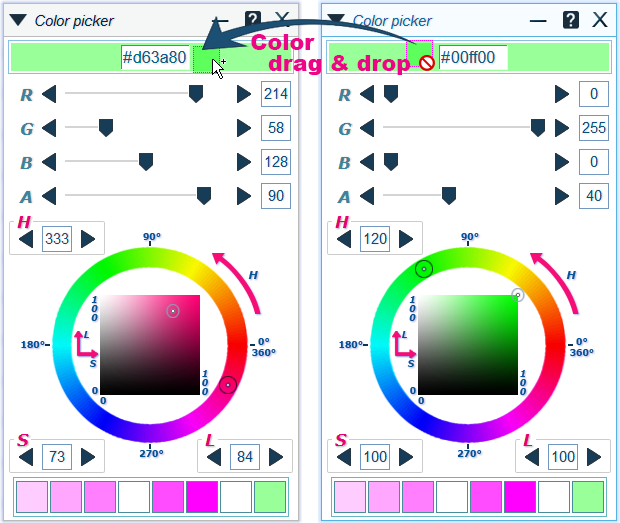 Color picker — ? X
#d63a80
Color
drag & drop
R 214
G 58
B 128
A 90
H
333
90°
H
100
L
S
180°
0°
360°
0
0
100
270°
S
73
L
84
Color picker — ? X
#00ff00
R 0
G 255
B 0
A 40
H
120
90°
H
100
L
S
180°
0°
360°
0
0
100
270°
S
100
L
100